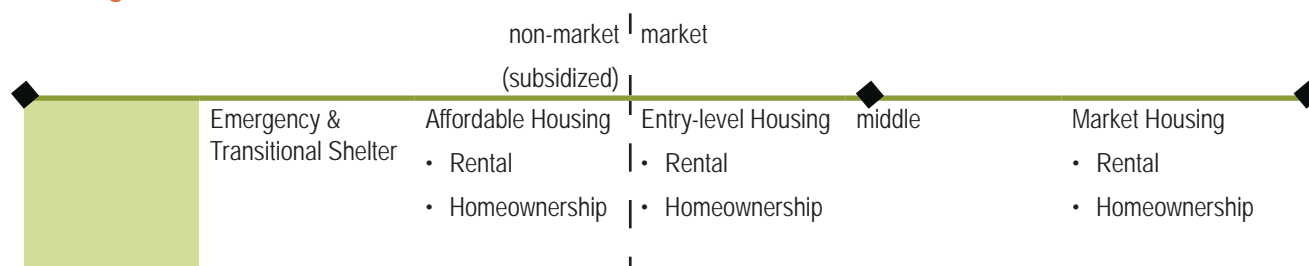 non-market market
(subsidized)
Emergency &
Transitional Shelter
Affordable Housing
• Rental
• Homeownership
Entry-level Housing
• Rental
• Homeownership
middle
Market Housing
• Rental
• Homeownership